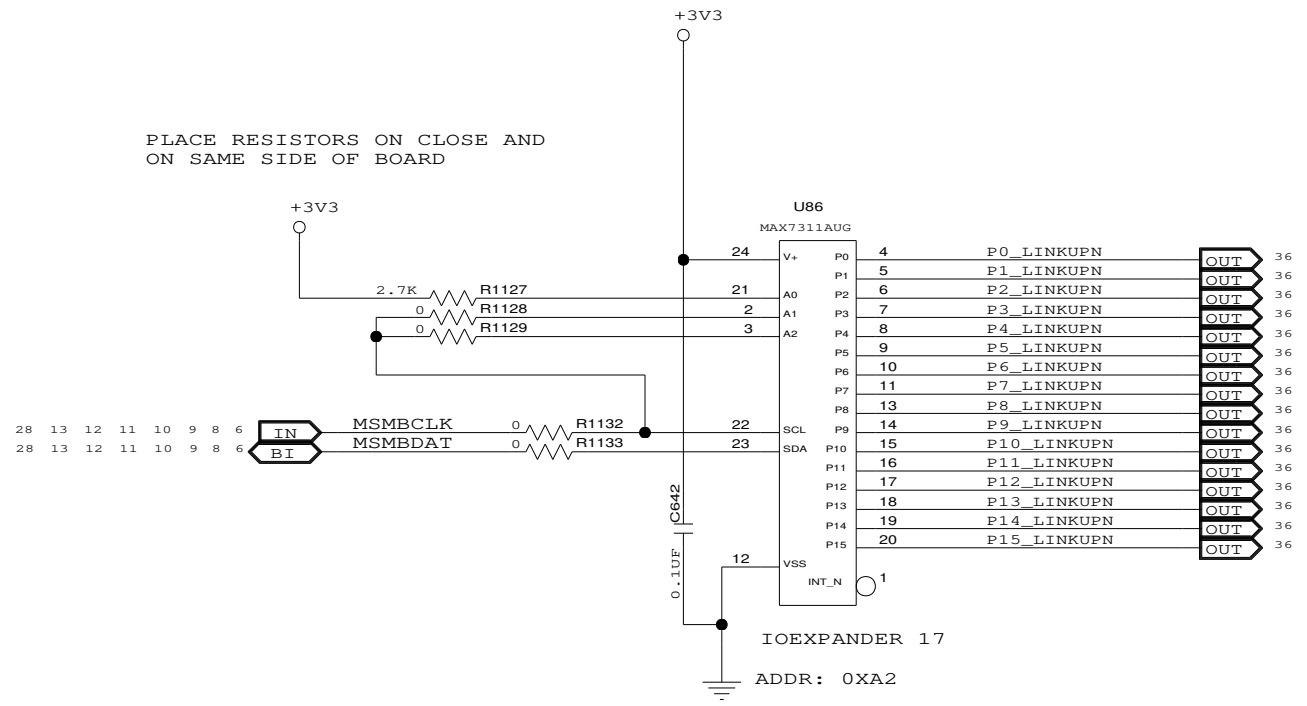 +3V3
PLACE RESISTORS ON CLOSE AND
ON SAME SIDE OF BOARD
+3V3
U86
MAX7311AUG
24 V+ P0 4 P0_LINKUPN OUT 36
P1 5 P1_LINKUPN OUT 36
2.7K R1127 21 A0 P2 6 P2_LINKUPN OUT 36
0 R1128 2 A1 P3 7 P3_LINKUPN OUT 36
0 R1129 3 A2 P4 8 P4_LINKUPN OUT 36
P5 9 P5_LINKUPN OUT 36
P6 10 P6_LINKUPN OUT 36
P7 11 P7_LINKUPN OUT 36
P8 13 P8_LINKUPN OUT 36
28 13 12 11 10 9 8 6 IN MSMBCLK 0 R1132 22 SCL P9 14 P9_LINKUPN OUT 36
28 13 12 11 10 9 8 6 BI MSMBDAT 0 R1133 23 SDA P10 15 P10_LINKUPN OUT 36
P11 16 P11_LINKUPN OUT 36
P12 17 P12_LINKUPN OUT 36
C642 P13 18 P13_LINKUPN OUT 36
P14 19 P14_LINKUPN OUT 36
P15 20 P15_LINKUPN OUT 36
0.1UF 12 VSS
INT_N 1
IOEXPANDER 17
ADDR: 0XA2